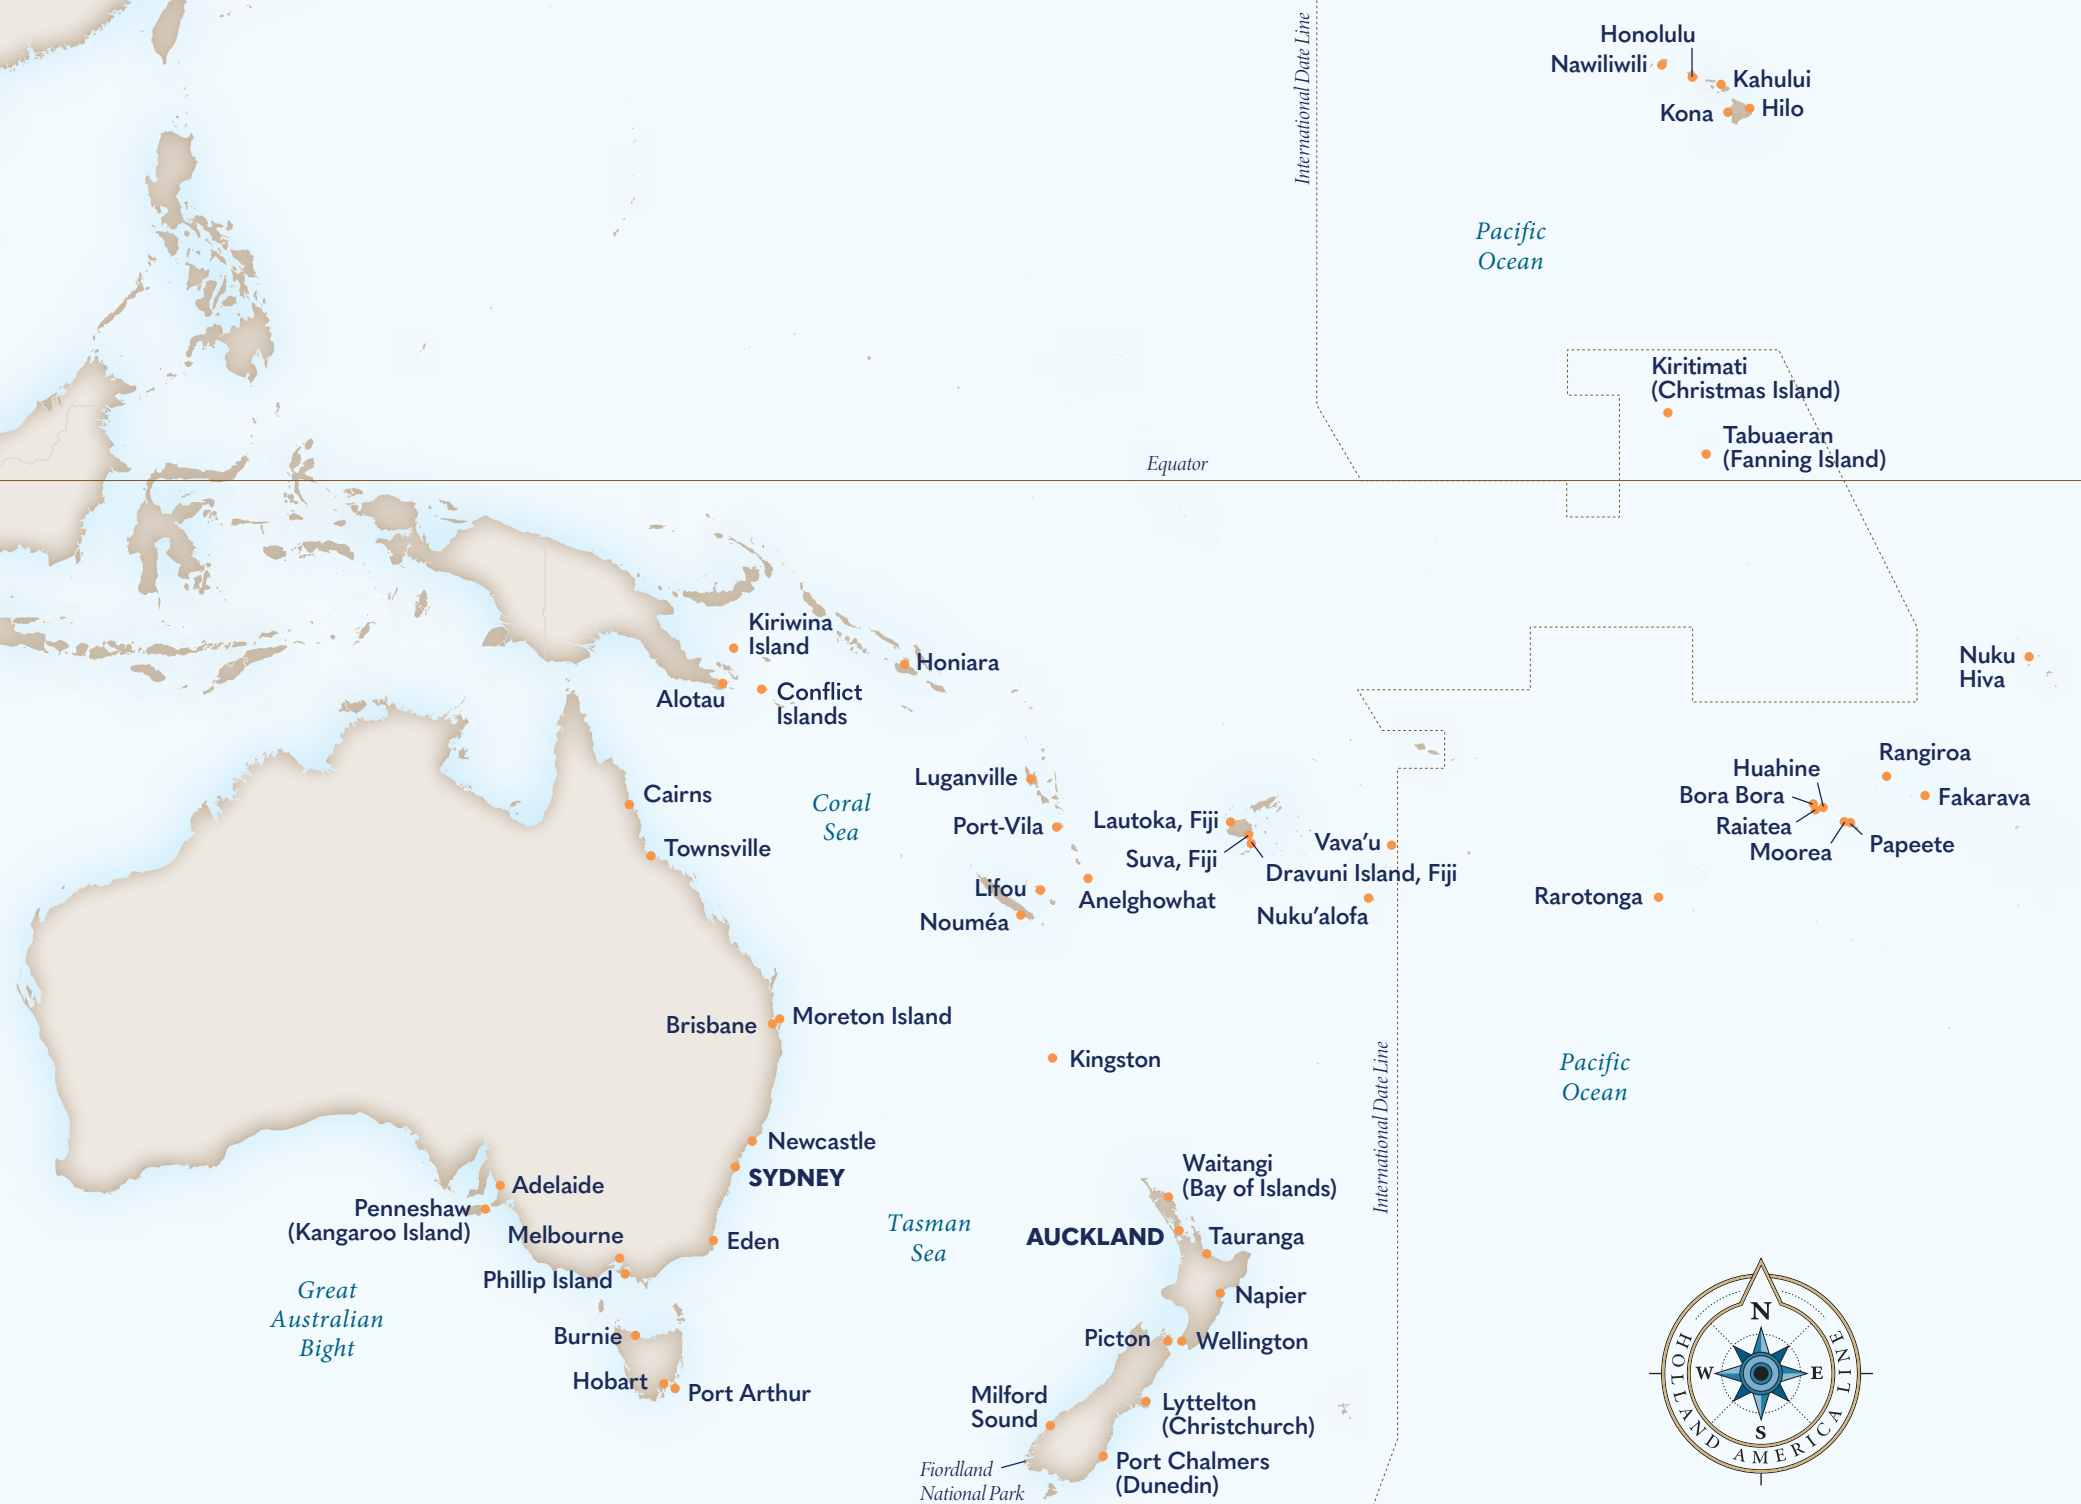 International Date Line
Honolulu
Nawiliwili
Kahului
Kona
Hilo
Pacific
Ocean
Kiritimati
(Christmas Island)
Tabuaeran
(Fanning Island)
Equator
Kiriwina
Island
Honiara
Alotau
Conflict
Islands
Nuku
Hiva
Cairns
Coral
Sea
Townsville
Luganville
Port-Vila
Lautoka, Fiji
Suva, Fiji
Dravuni Island, Fiji
Vava’u
Lifou
Anelghowhat
Nouméa
Nuku’alofa
Rarotonga
Rangiroa
Huahine
Bora Bora
Fakarava
Raiatea
Moorea
Papeete
Brisbane
Moreton Island
Kingston
International Date Line
Pacific
Ocean
Newcastle
SYDNEY
Adelaide
Penneshaw
(Kangaroo Island)
Melbourne
Eden
Phillip Island
Great
Australian
Bight
Tasman
Sea
Burnie
Hobart
Port Arthur
Waitangi
(Bay of Islands)
AUCKLAND
Tauranga
Napier
Picton
Wellington
Milford
Sound
Lyttelton
(Christchurch)
Port Chalmers
(Dunedin)
Fiordland
National Park
N
W
E
S
HOLLAND AMERICA LINE